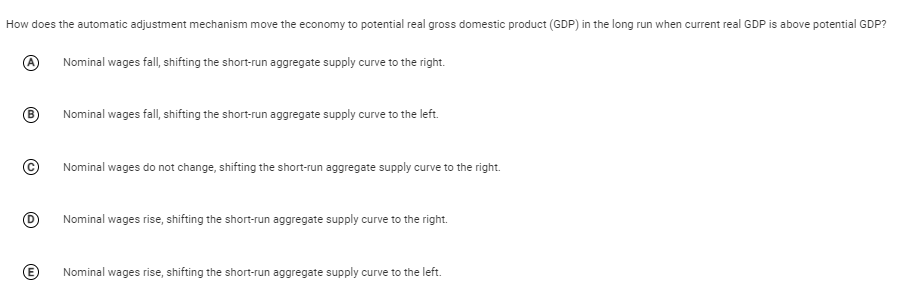 How does the automatic adjustment mechanism move the economy to potential real gross domestic product (GDP) in the long run when current real GDP is above potential GDP?
A Nominal wages fall, shifting the short-run aggregate supply curve to the right.
B Nominal wages fall, shifting the short-run aggregate supply curve to the left.
C Nominal wages do not change, shifting the short-run aggregate supply curve to the right.
D Nominal wages rise, shifting the short-run aggregate supply curve to the right.
E Nominal wages rise, shifting the short-run aggregate supply curve to the left.